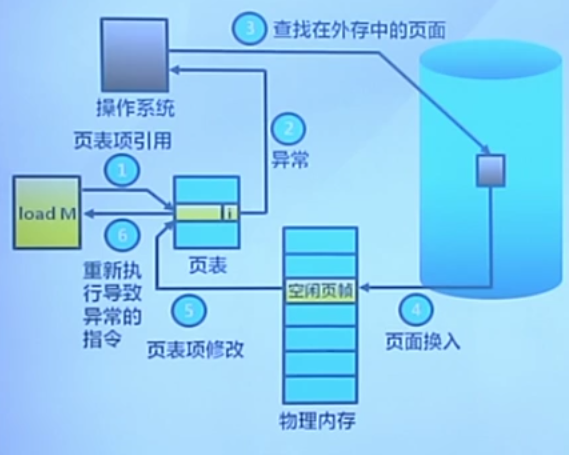 3 查找在外存中的页面
操作系统
页表项引用
1
2
异常
load M
i
6
页表
重新执
行导致
异常的
指令
空闲页帧
5
页表项修改
4
页面换入
物理内存